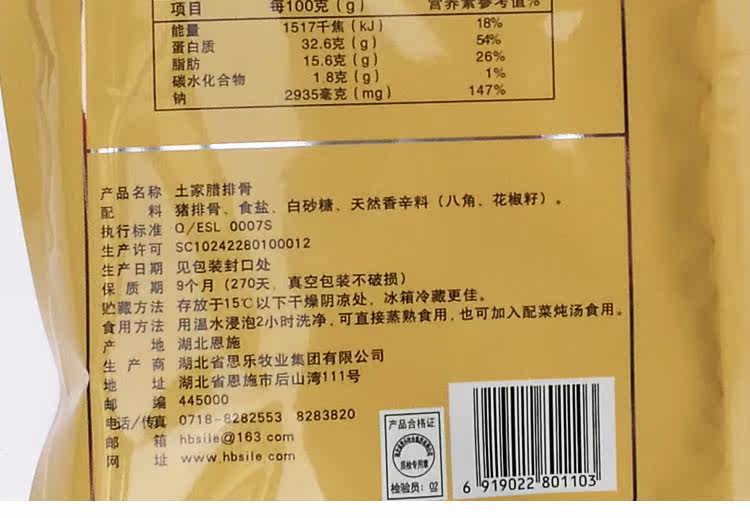 项目 每100克(g) 营养素参考值%
能量 1517千焦(kJ) 18%
蛋白质 32.6克(g) 54%
脂肪 15.6克(g) 26%
碳水化合物 1 8克(g) 1%
钠 2935毫克(mg) 147%
产品名称 土家腊排骨
配料 猪排骨、食盐、白砂糖、天然香辛料(八角、花椒籽)。
执行标准 Q/ESL 0007S
生产许可 SC10242280100012
生产日期 见包装封口处
保质期 9个月(270天，真空包装不破损)
贮藏方法 存放于15℃以下干燥阴凉处，冰箱冷藏更佳。
食用方法 用温水浸泡2小时洗净，可直接蒸熟食用，也可加入配菜炖汤食用。
产地 湖北恩施
生产商 湖北省思乐牧业集团有限公司
地址 湖北省恩施市后山湾111号
邮编 445000
电话/传真 0718-8282553 8283820
邮箱 hbsile@163 com
网址 www.hbsile com
产品合格证
质检专用章
检验员：02
6 919022 801103